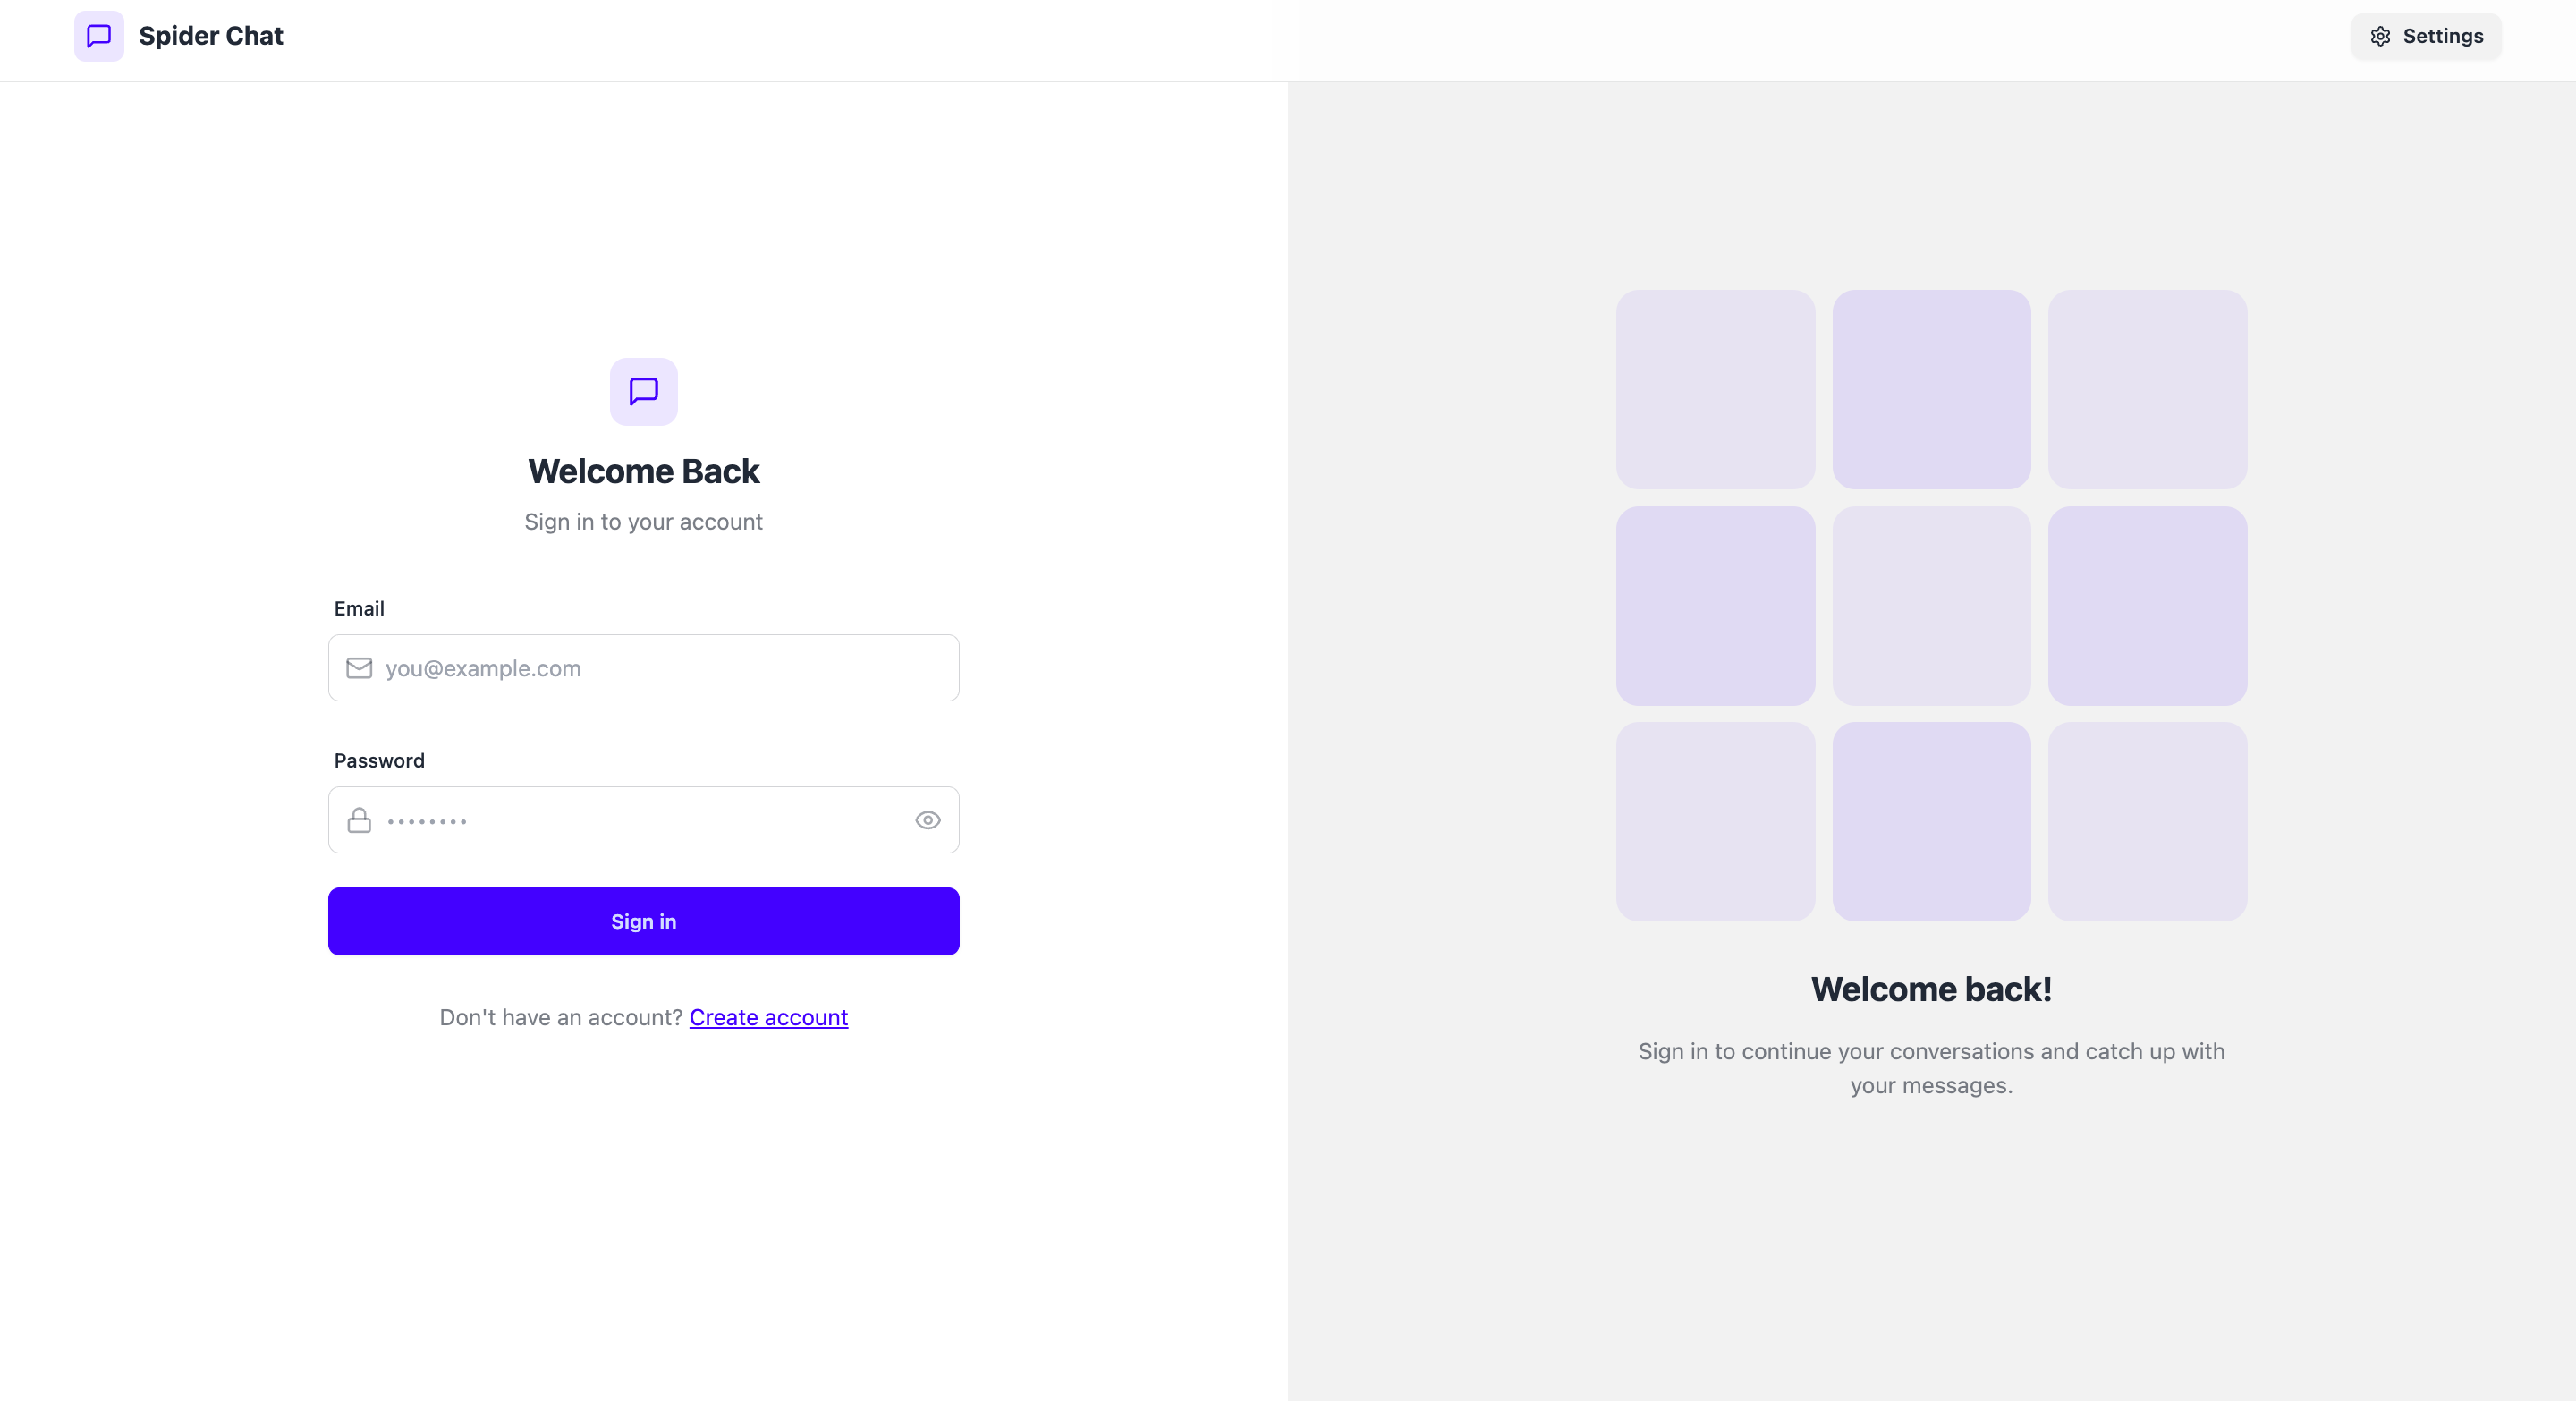 Spider Chat
Settings
Welcome Back
Sign in to your account
Email
you@example.com
Password
••••••••
Sign in
Don't have an account? Create account
Welcome back!
Sign in to continue your conversations and catch up with
your messages.